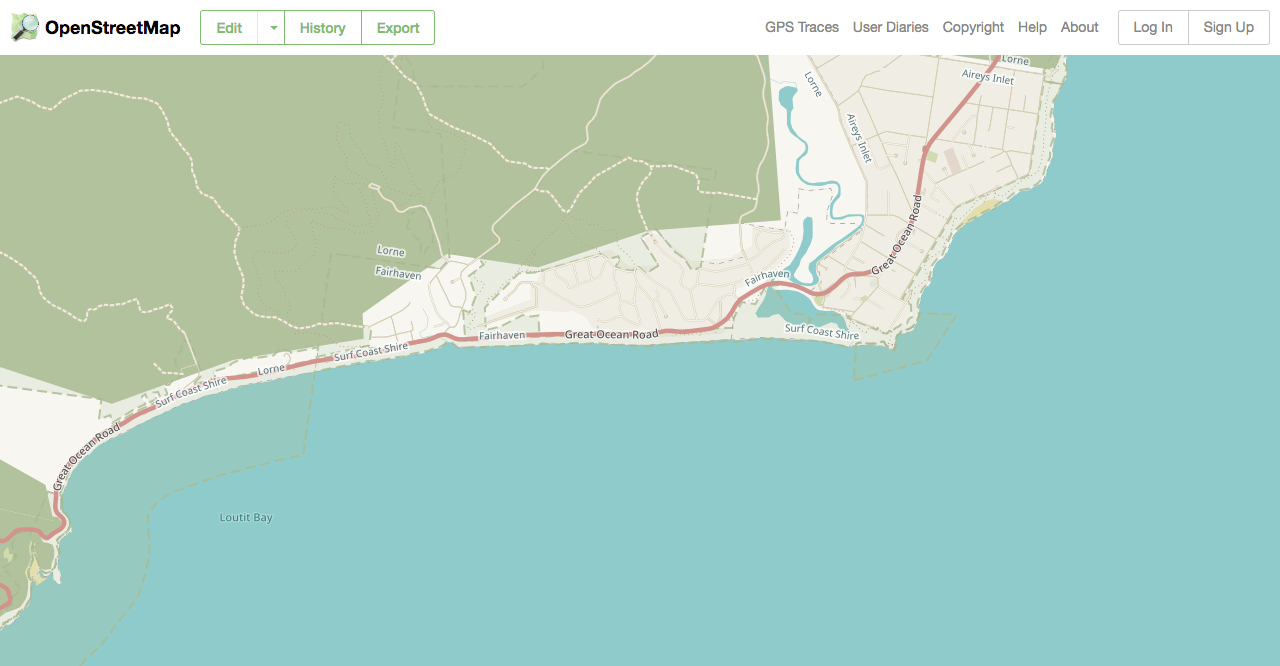 OpenStreetMap
Edit
History
Export
GPS Traces
User Diaries
Copyright
Help
About
Log In
Sign Up
Lorne
Aireys Inlet
Lorne
Aireys Inlet
Great Ocean Road
Lorne
Fairhaven
Fairhaven
Surf Coast Shire
Great Ocean Road
Fairhaven
Surf Coast Shire
Lorne
Surf Coast Shire
Great Ocean Road
Loutit Bay